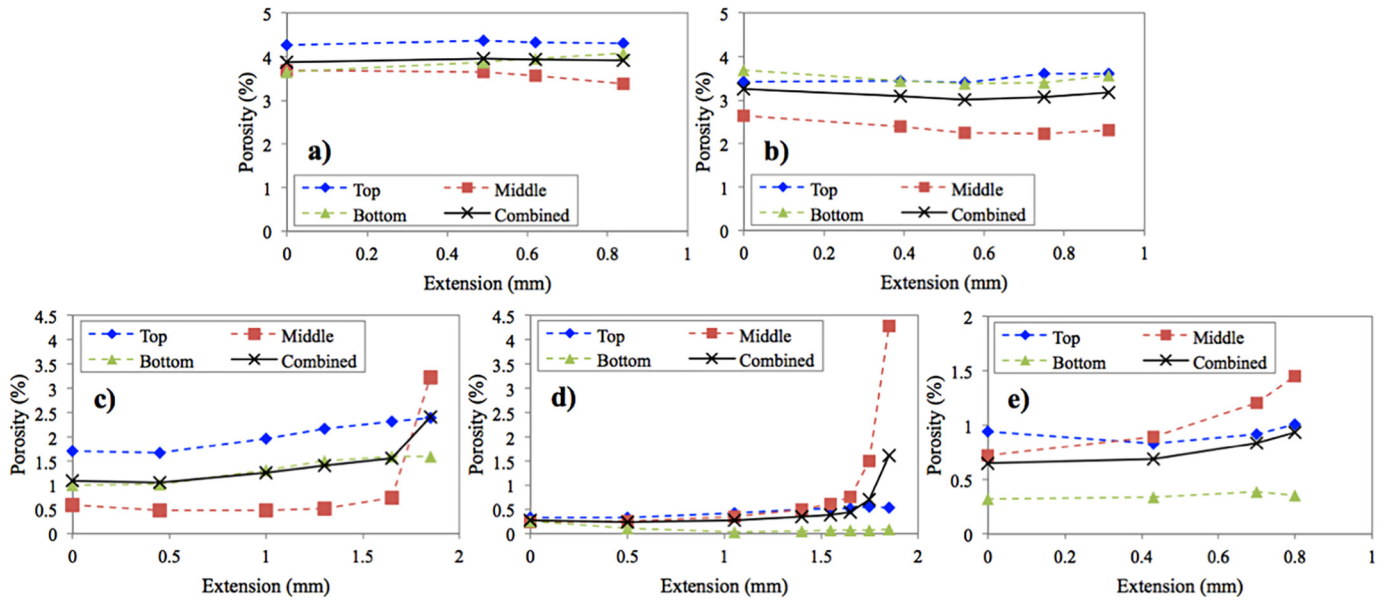 5
4
3
2
1
0
Porosity (%)
a)
Top
Middle
Bottom
Combined
0 0.2 0.4 0.6 0.8 1
Extension (mm)
5
4
3
2
1
0
Porosity (%)
b)
Top
Middle
Bottom
Combined
0 0.2 0.4 0.6 0.8 1
Extension (mm)
4.5
4
3.5
3
2.5
2
1.5
1
0.5
0
Porosity (%)
Top
Middle
Bottom
Combined
c)
0 0.5 1 1.5 2
Extension (mm)
4.5
4
3.5
3
2.5
2
1.5
1
0.5
0
Porosity (%)
Top
Middle
Bottom
Combined
d)
0 0.5 1 1.5 2
Extension (mm)
2
1.5
1
0.5
0
Porosity (%)
Top
Middle
Bottom
Combined
e)
0 0.2 0.4 0.6 0.8 1
Extension (mm)